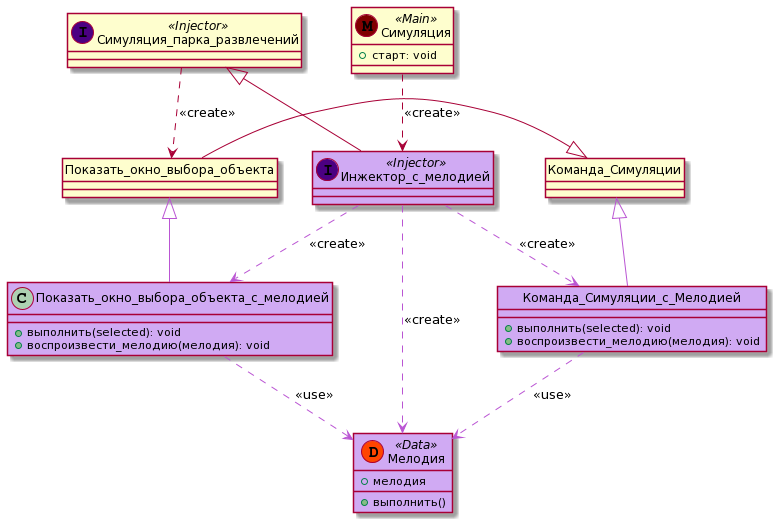 I
«Injector»
Симуляция_парка_развлечений
M
«Main»
Симуляция
старт: void
«create»
«create»
Показать_окно_выбора_объекта
I
«Injector»
Инжектор_с_мелодией
Команда_Симуляции
«create»
«create»
C
Показать_окно_выбора_объекта_с_мелодией
выполнить(selected): void
воспроизвести_мелодию(мелодия): void
«create»
Команда_Симуляции_с_Мелодией
выполнить(selected): void
воспроизвести_мелодию(мелодия): void
«use»
«use»
D
«Data»
Мелодия
мелодия
выполнить()